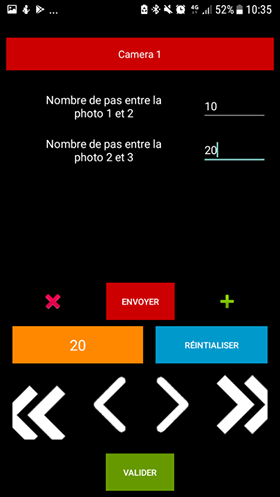 ... 4G 52% 10:35
Camera 1
Nombre de pas entre la
photo 1 et 2
10
Nombre de pas entre la
photo 2 et 3
20
ENVOYER
20
RÉINTIALISER
VALIDER